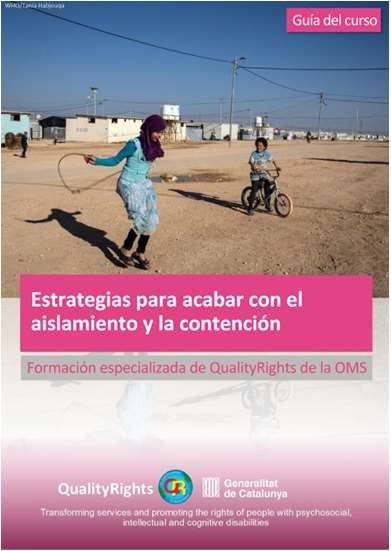 WHO/Tania Habjouqa
Guía del curso
Estrategias para acabar con el
aislamiento y la contención
Formación especializada de QualityRights de la OMS
QualityRights
QR
Generalitat
de Catalunya
Transforming services and promoting the rights of people with psychosocial,
intellectual and cognitive disabilities